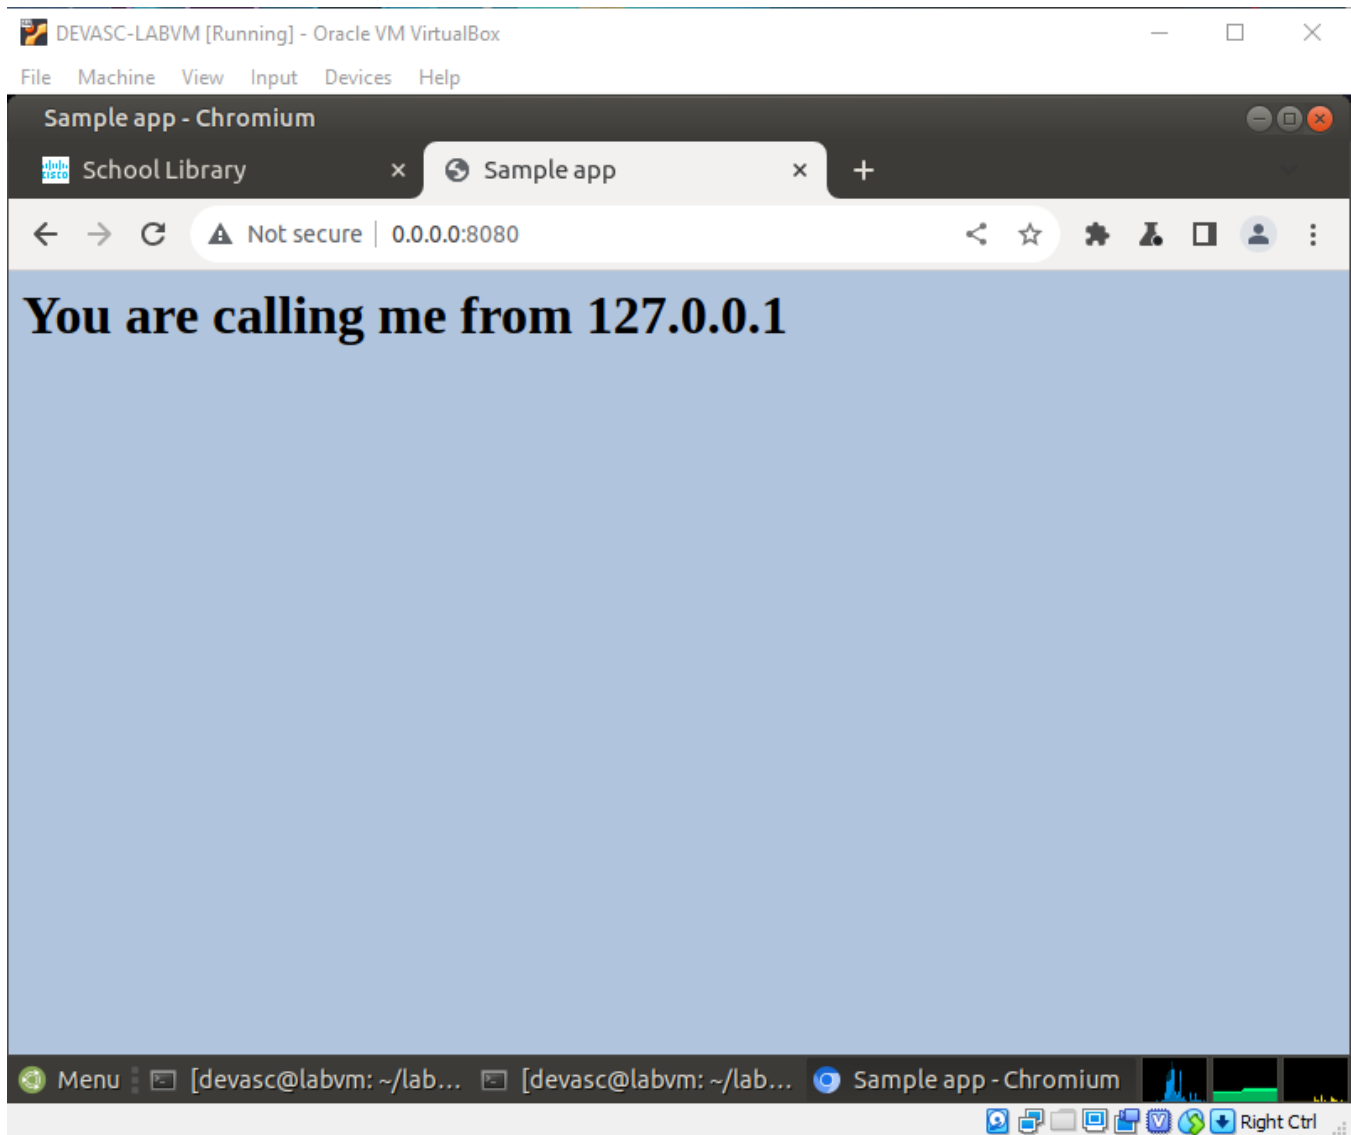 DEVASC-LABVM [Running] - Oracle VM VirtualBox
File Machine View Input Devices Help
Sample app - Chromium
School Library Sample app
Not secure 0.0.0.0:8080
You are calling me from 127.0.0.1
Menu [devasc@labvm: ~/lab... [devasc@labvm: ~/lab... Sample app - Chromium
Right Ctrl